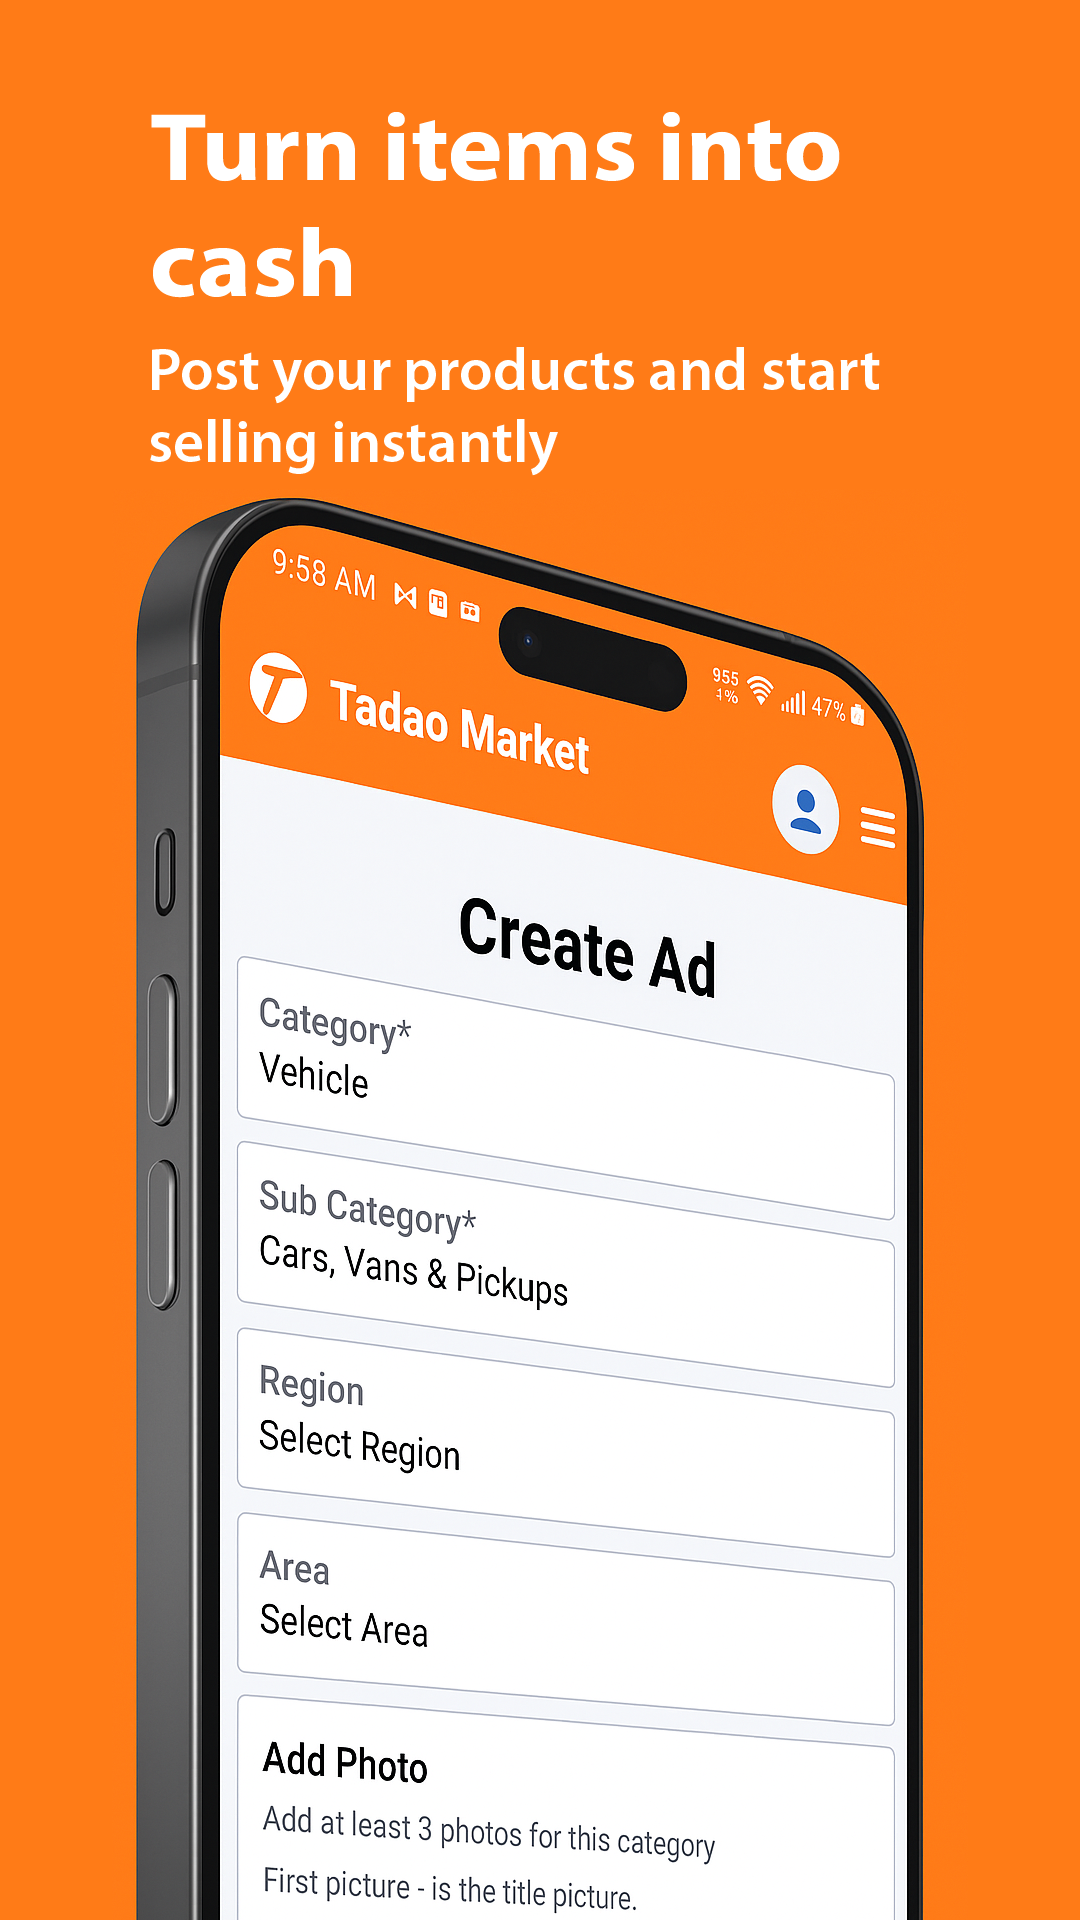 Turn items into
cash
Post your products and start
selling instantly
9:58 AM
955
1%
47%
Tadao Market
Create Ad
Category*
Vehicle
Sub Category*
Cars, Vans & Pickups
Region
Select Region
Area
Select Area
Add Photo
Add at least 3 photos for this category
First picture - is the title picture.